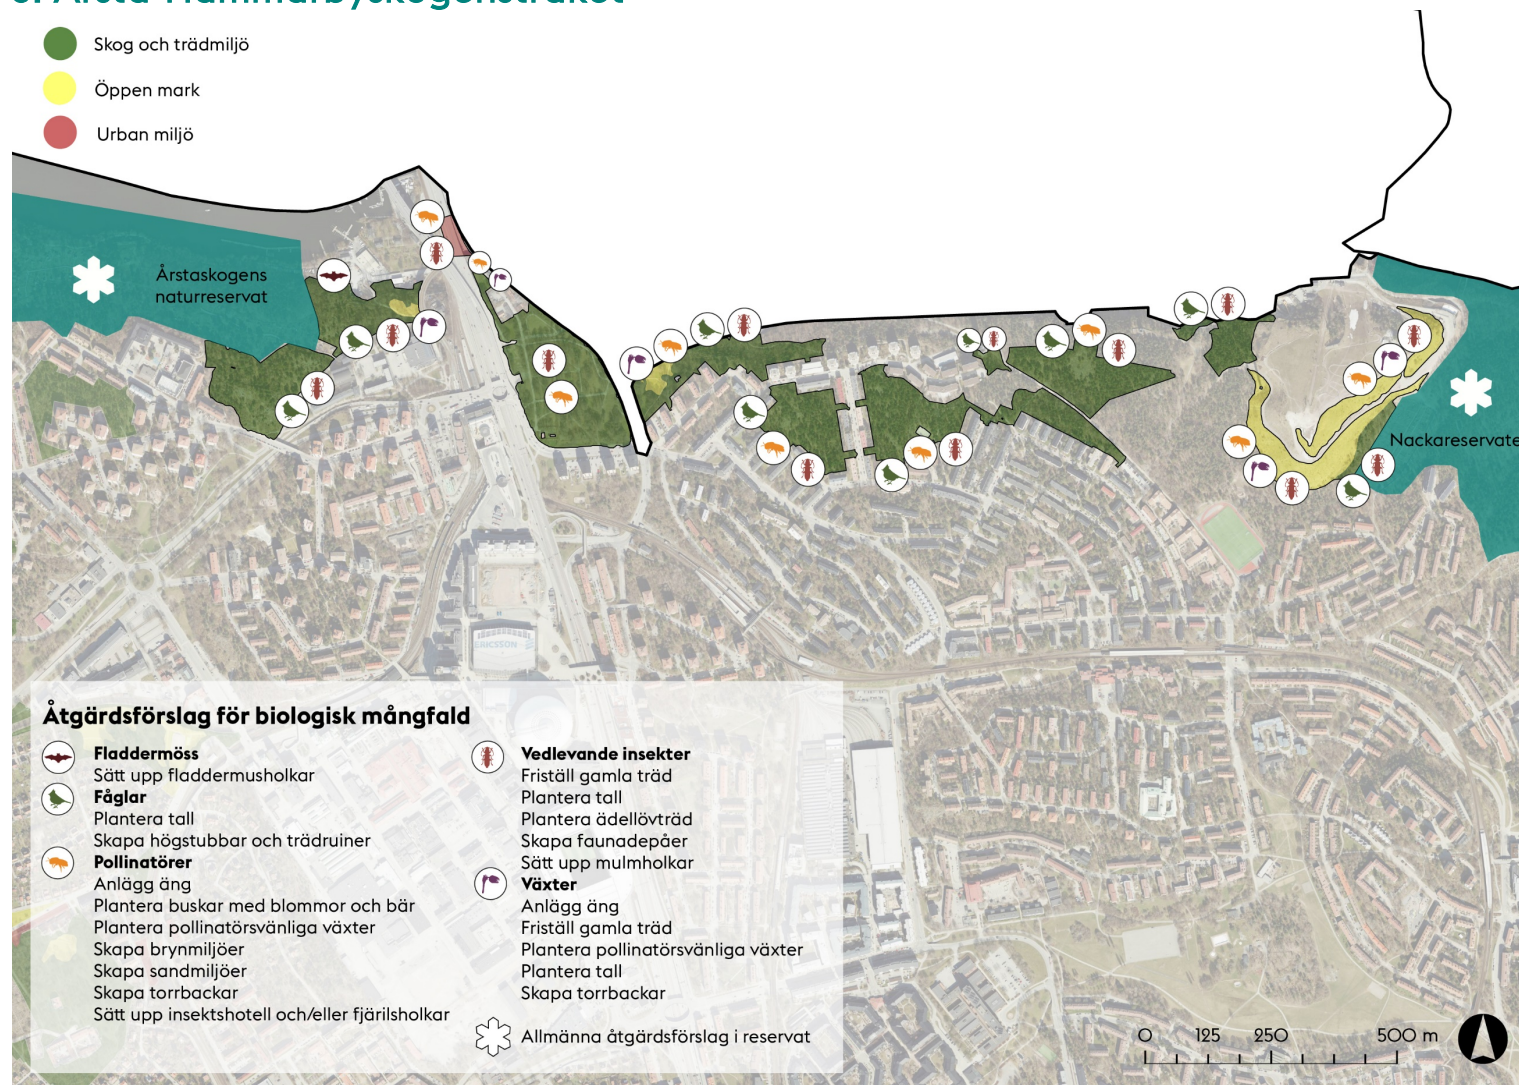 Skog och trädmiljö
Öppen mark
Urban miljö
Årstaskogens
naturreservat
Nackareservate
ERICSSON
Åtgärdsförslag för biologisk mångfald
Fladdermöss
Sätt upp fladdermusholkar
Fåglar
Plantera tall
Skapa högstubbar och trädruiner
Pollinatörer
Anlägg äng
Plantera buskar med blommor och bär
Plantera pollinatörsvänliga växter
Skapa brynmiljöer
Skapa sandmiljöer
Skapa torrbackar
Sätt upp insektshotell och/eller fjärilsholkar
Vedlevande insekter
Friställ gamla träd
Plantera tall
Plantera ädellövträd
Skapa faunadepåer
Sätt upp mulmholkar
Växter
Anlägg äng
Friställ gamla träd
Plantera pollinatörsvänliga växter
Plantera tall
Skapa torrbackar
Allmänna åtgärdsförslag i reservat
0 125 250 500 m